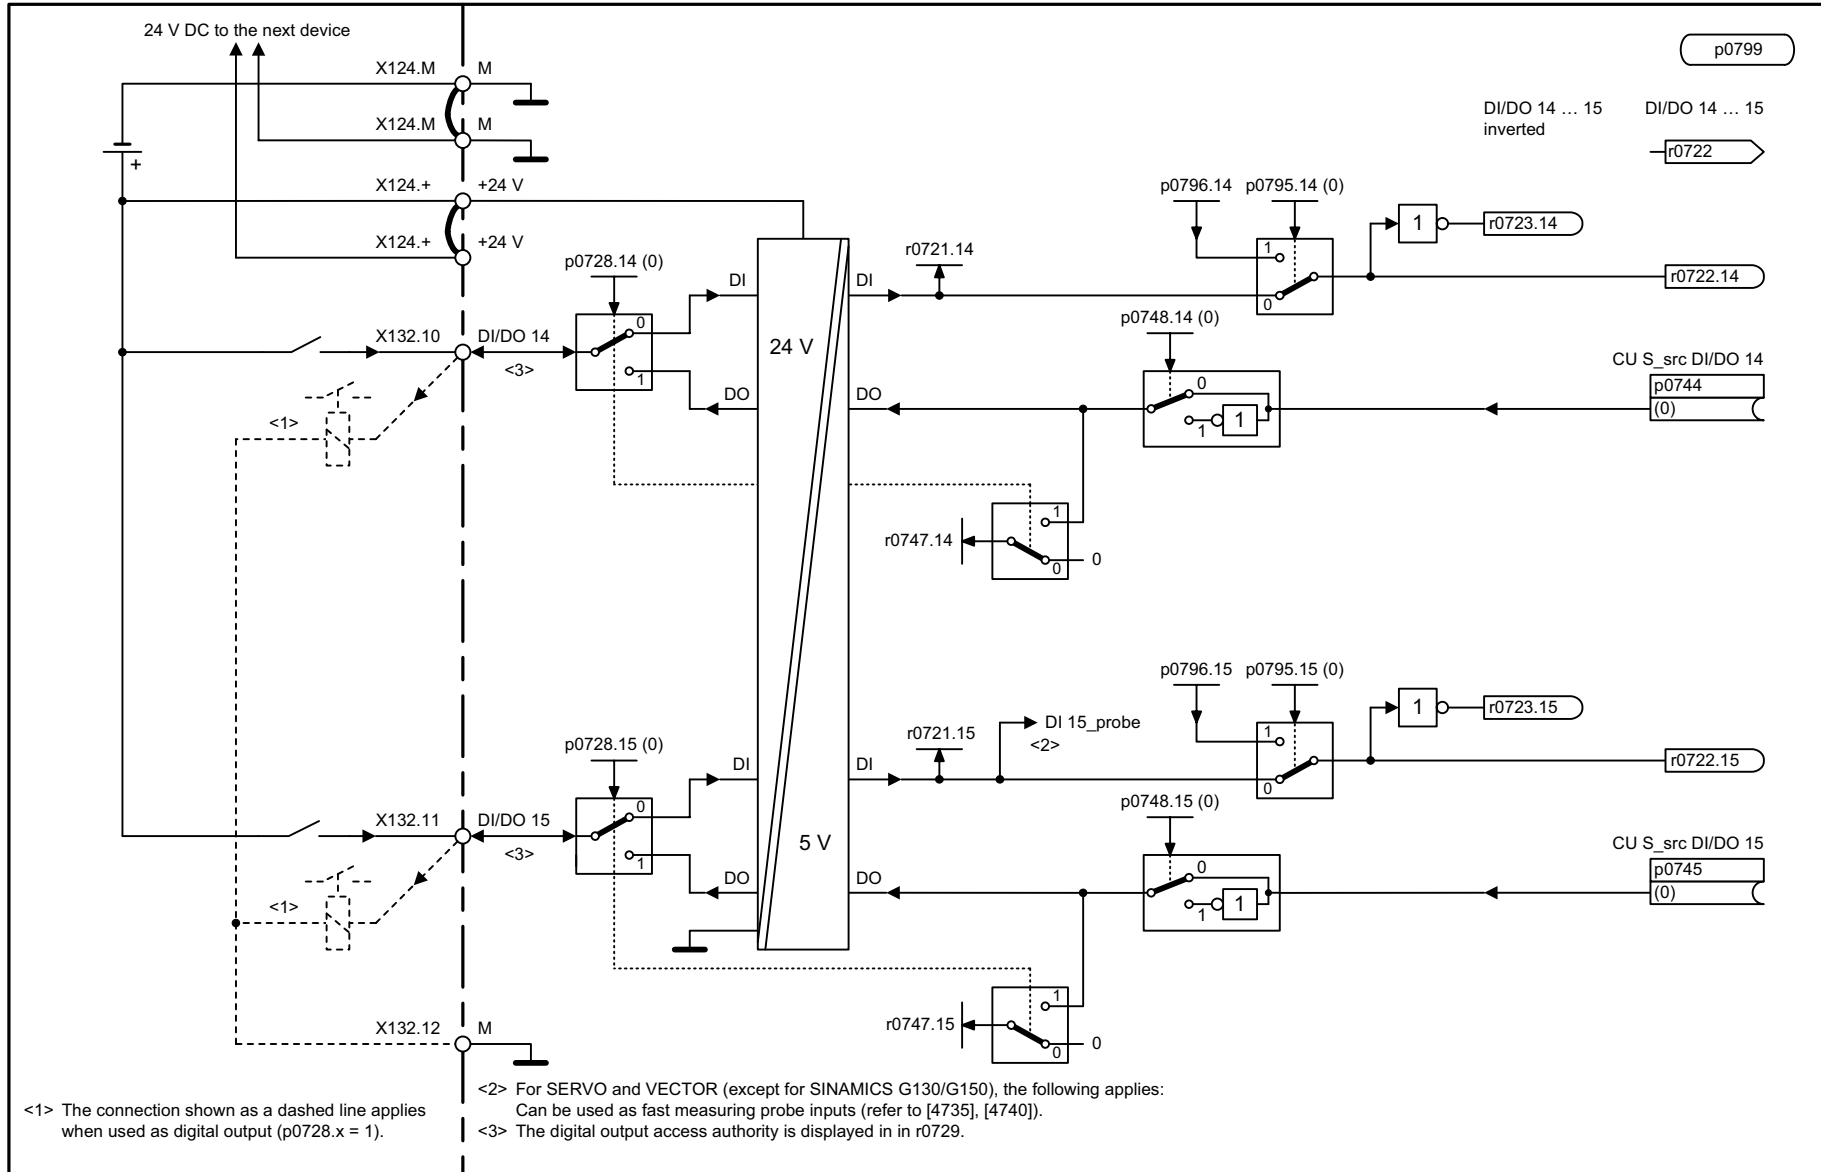 24 V DC to the next device
p0799
X124.M M
DI/DO 14 … 15 DI/DO 14 … 15
inverted
X124.M M
r0722
+
X124.+ +24 V
p0796.14 p0795.14 (0)
1 r0723.14
X124.+ +24 V
r0721.14
1
p0728.14 (0)
r0722.14
DI DI
0
p0748.14 (0)
0
X132.10 DI/DO 14
24 V
<3>
CU S_src DI/DO 14
1
0
p0744
DO DO
(0)
1 1
<1>
1
r0747.14
0 0
p0796.15 p0795.15 (0)
1 r0723.15
DI 15_probe
r0721.15
1
<2>
p0728.15 (0)
r0722.15
DI DI
0
p0748.15 (0)
0
X132.11 DI/DO 15
5 V
<3>
CU S_src DI/DO 15
1
0
p0745
DO DO
(0)
1 1
<1>
1
r0747.15
X132.12 M
0 0
<2> For SERVO and VECTOR (except for SINAMICS G130/G150), the following applies:
Can be used as fast measuring probe inputs (refer to [4735], [4740]).
<3> The digital output access authority is displayed in in r0729.
<1> The connection shown as a dashed line applies
when used as digital output (p0728.x = 1).